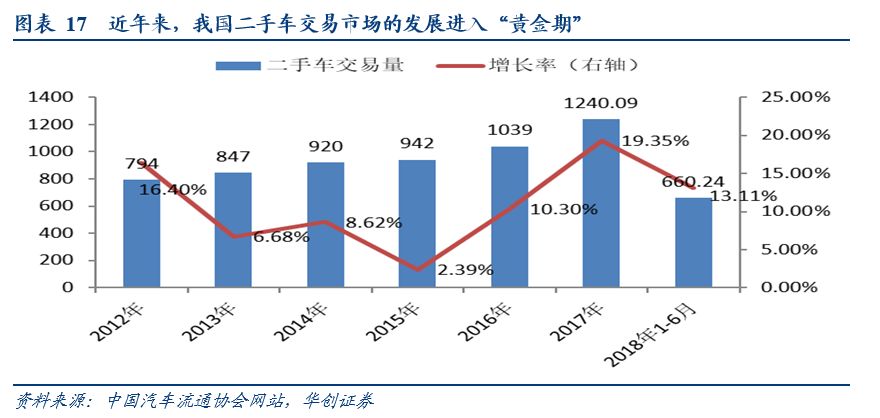 图表 17 近年来，我国二手车交易市场的发展进入“黄金期”
二手车交易量 增长率（右轴）
1400
1200
1000
800
600
400
200
0
25.00%
20.00%
15.00%
10.00%
5.00%
0.00%
794
847
920
942
1039
1240.09
660.24
16.40%
6.68%
8.62%
2.39%
10.30%
19.35%
13.11%
2012年
2013年
2014年
2015年
2016年
2017年
2018年1-6月
资料来源：中国汽车流通协会网站，华创证券